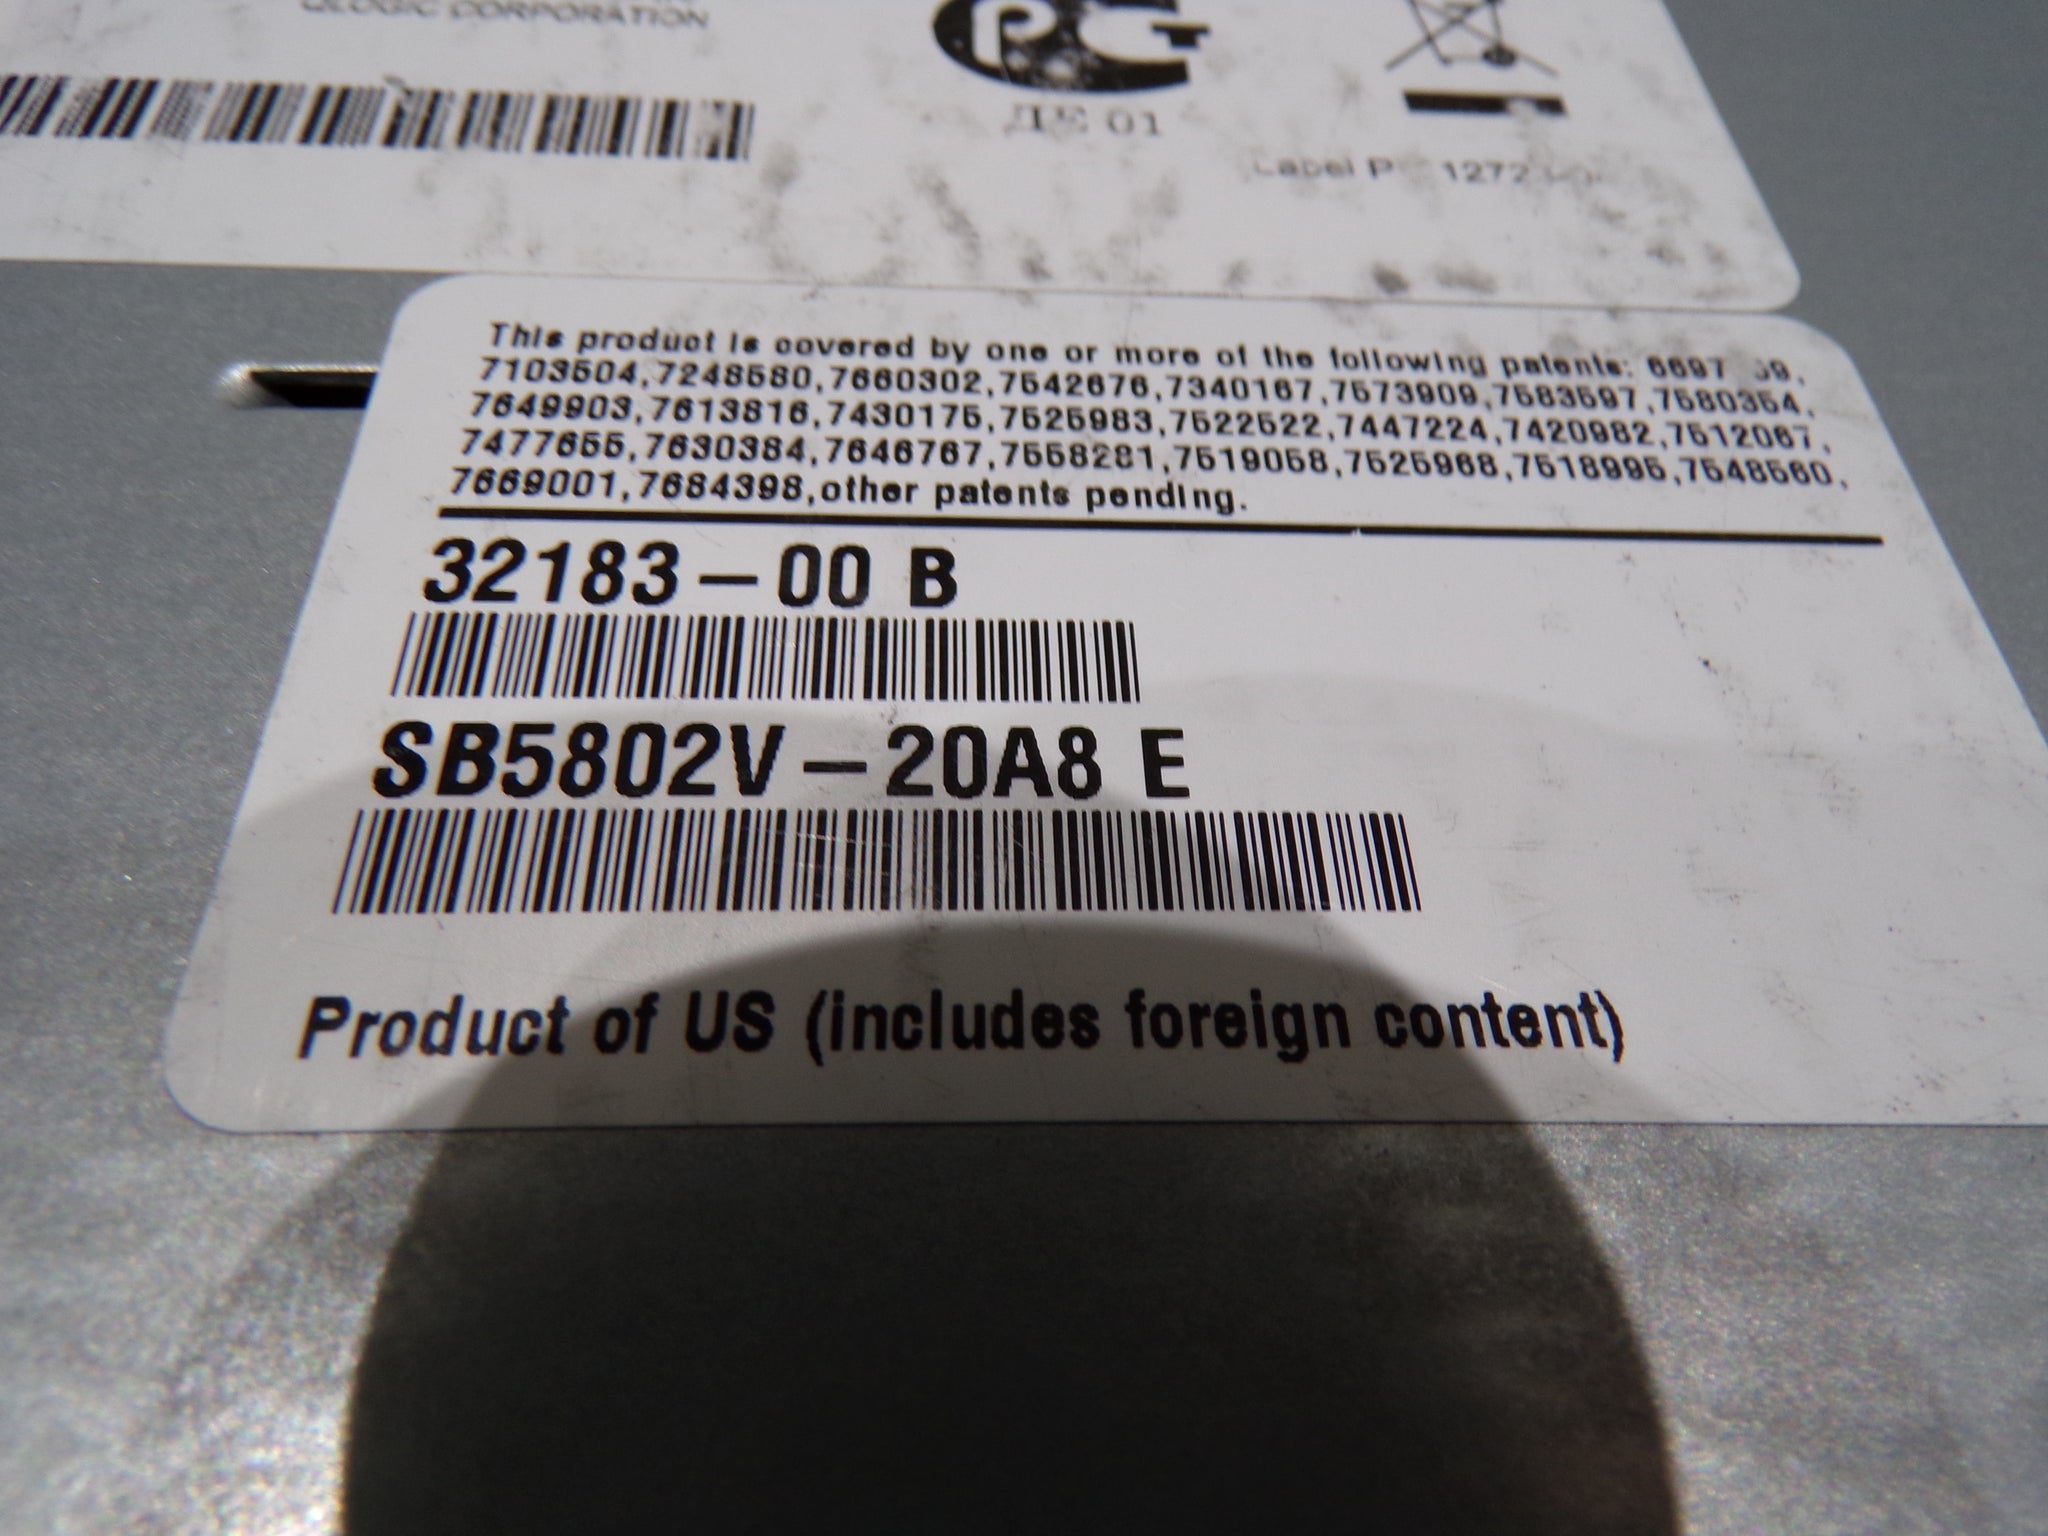 QLOGIC CORPORATION
ДЕ 01
Label P
This product is covered by one or more of the following patents:
7103504,7248580,7660302,7542676,7340167,7573909,7583597,7580354,
7649903,7613816,7430175,7525983,7522522,7447224,7420982,7512067,
7477655,7630384,7646767,7558281,7519058,7525968,7518995,7548560,
7669001,7684398,other patents pending.
32183-00 B
SB5802V-20A8 E
Product of US (includes foreign content)